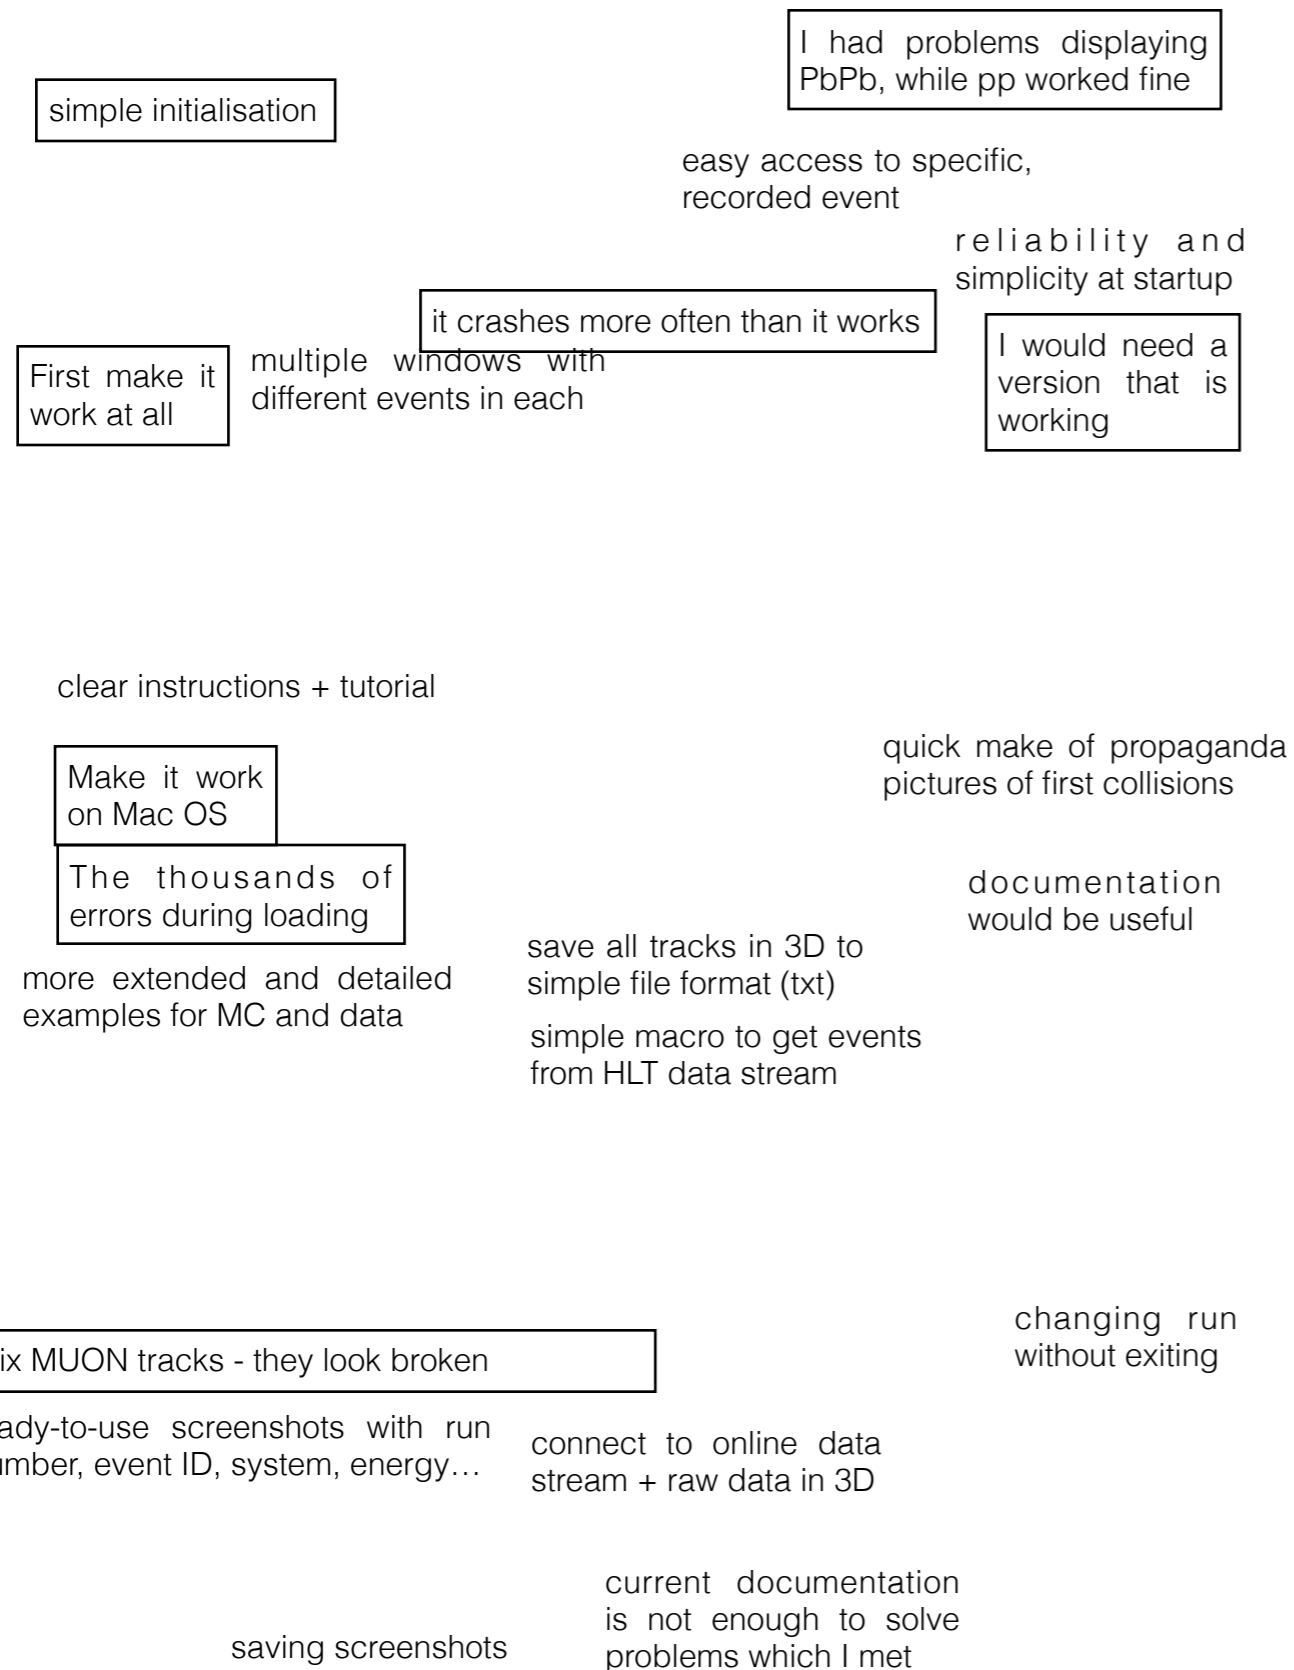 I had problems displaying
PbPb, while pp worked fine
simple initialisation
easy access to specific,
recorded event
reliability and
simplicity at startup
it crashes more often than it works
I would need a
version that is
working
First make it
work at all
multiple windows with
different events in each
clear instructions + tutorial
quick make of propaganda
pictures of first collisions
Make it work
on Mac OS
The thousands of
errors during loading
documentation
would be useful
save all tracks in 3D to
simple file format (txt)
more extended and detailed
examples for MC and data
simple macro to get events
from HLT data stream
changing run
without exiting
ix MUON tracks - they look broken
ady-to-use screenshots with run
umber, event ID, system, energy…
connect to online data
stream + raw data in 3D
current documentation
is not enough to solve
problems which I met
saving screenshots